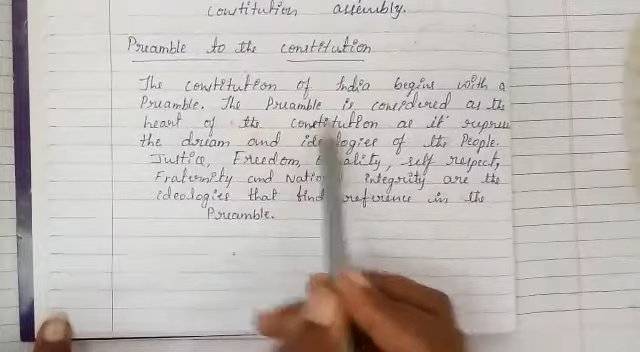 constitution assembly.
Preamble to the constitution
The constitution of India begins with a
Preamble. The Preamble is considered as the
heart of the constitution as it
the dream and ideologies of the People.
Justice, Freedom, Equality, self respect,
Fraternity and National integrity are the
ideologies that find reference in the
Preamble.